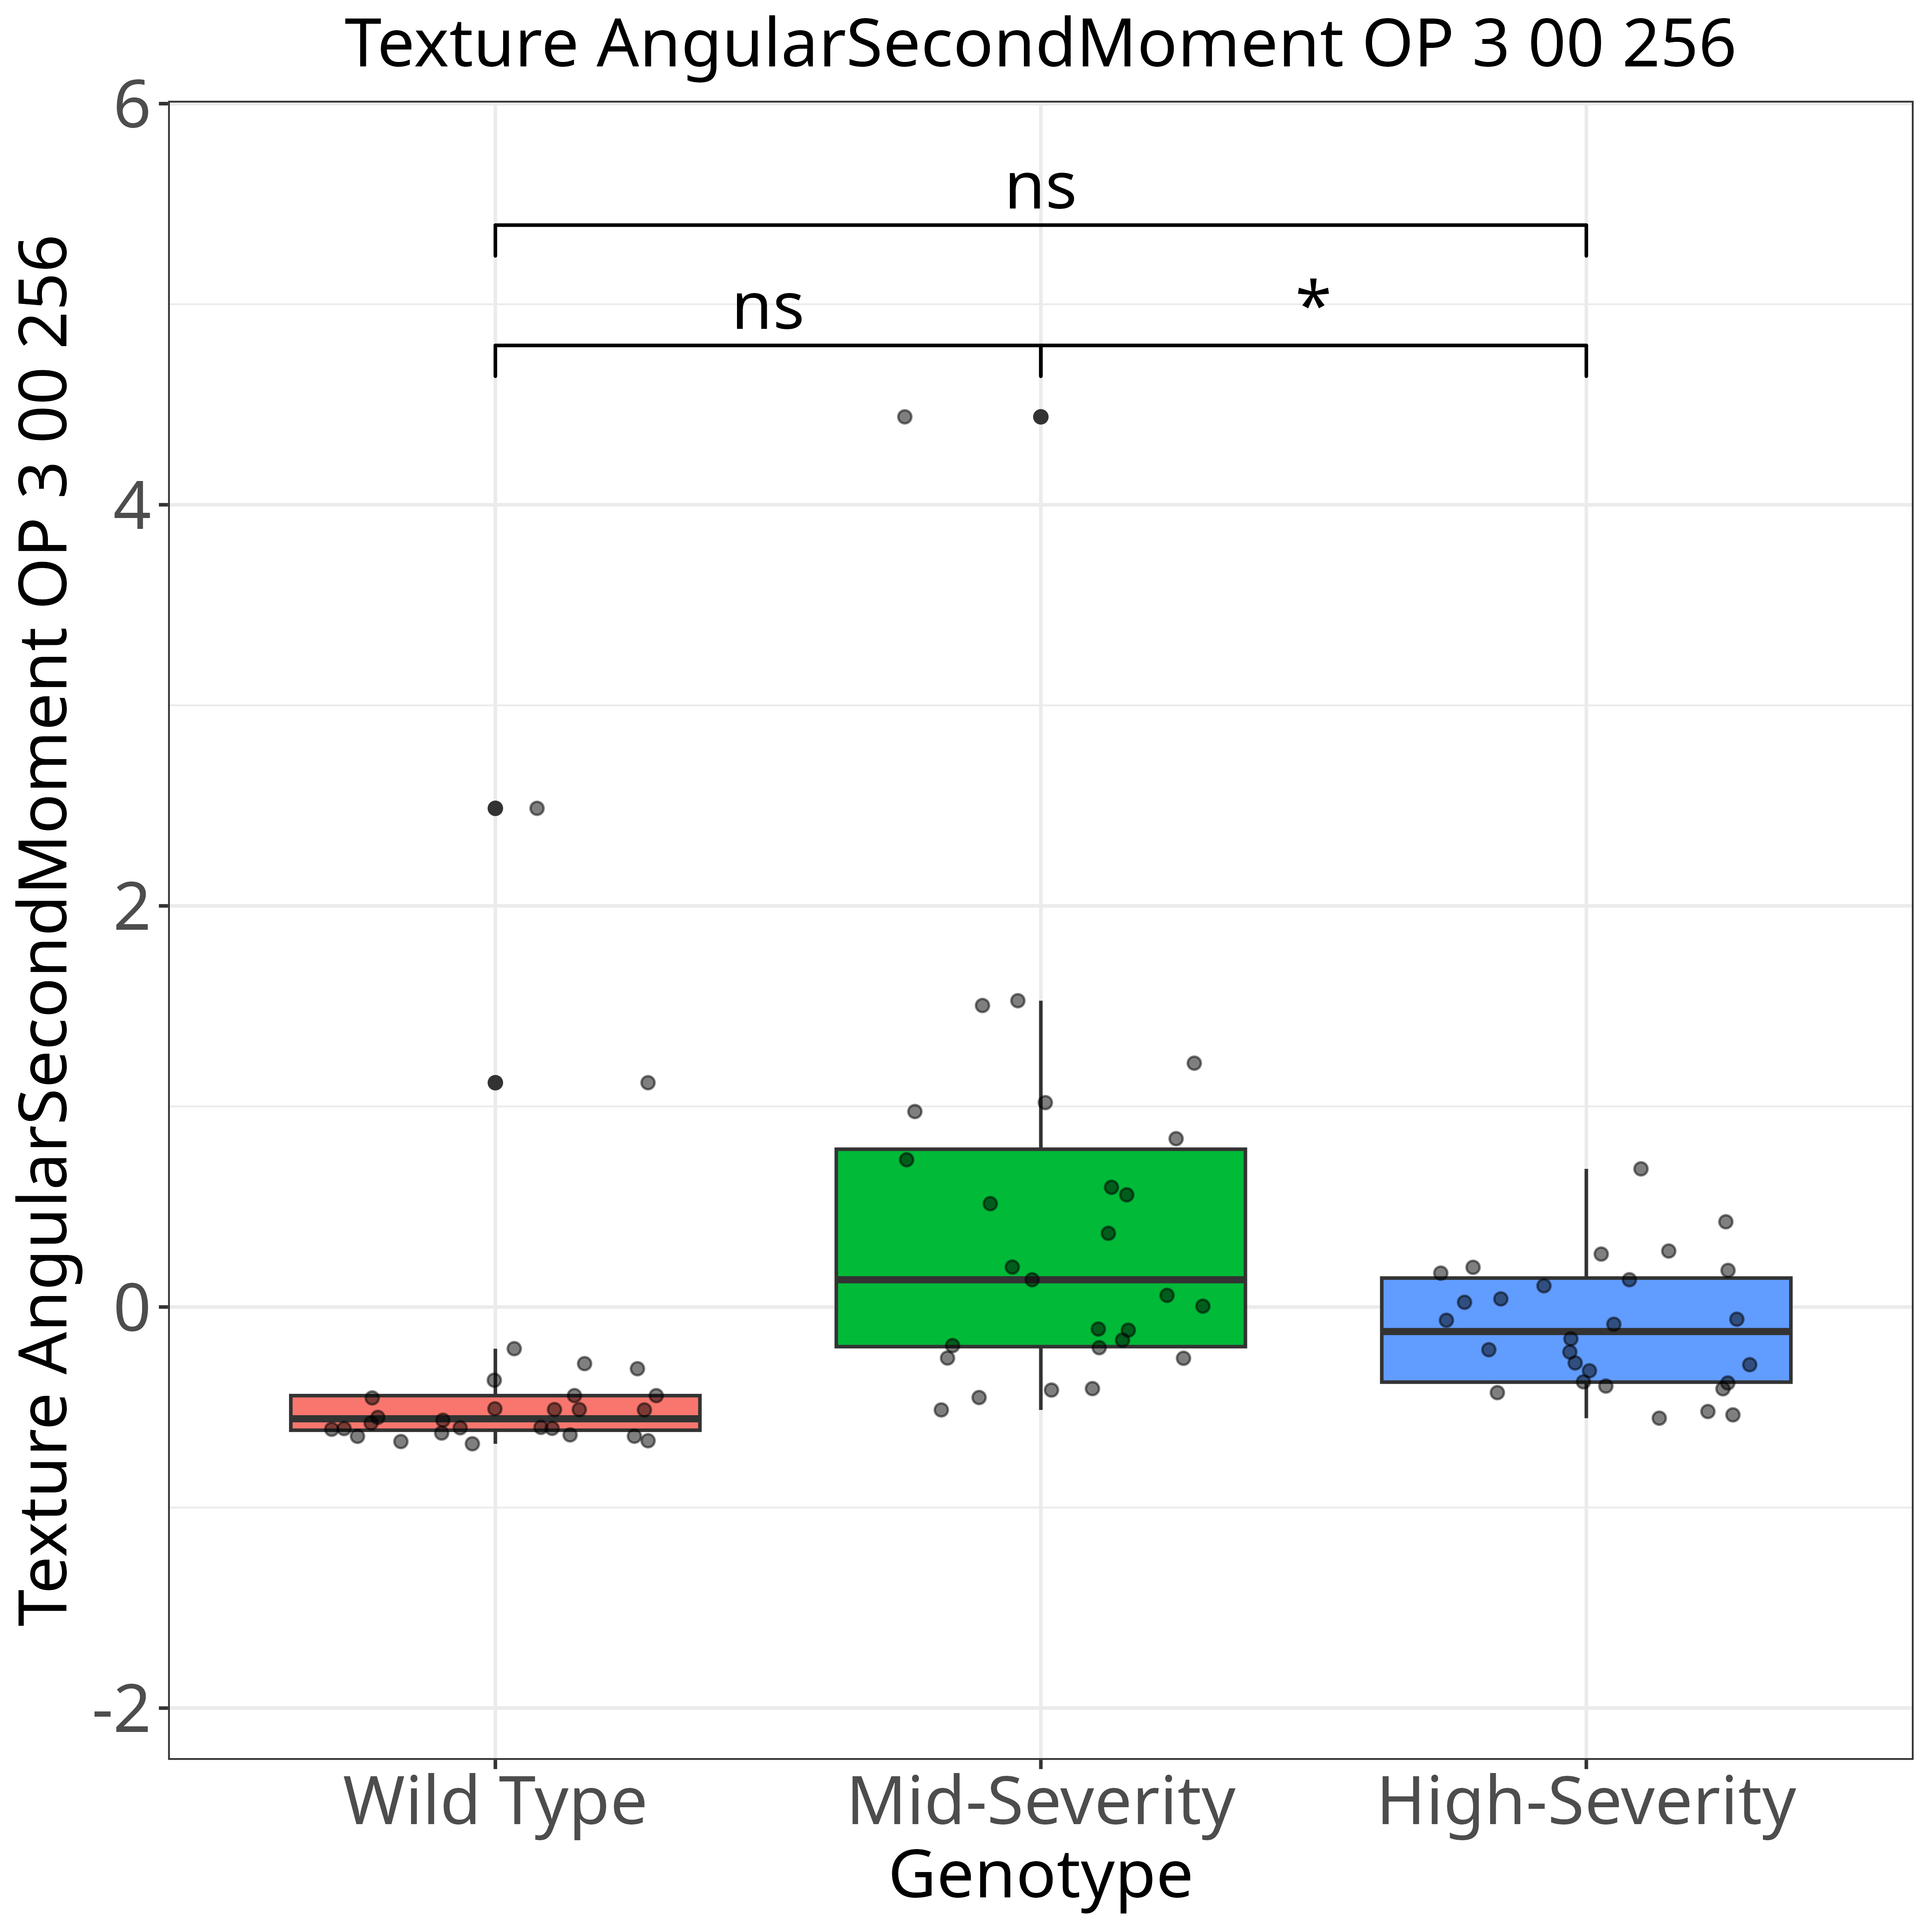 Texture AngularSecondMoment OP 3 00 256
Texture AngularSecondMoment OP 3 00 256
6
4
2
0
-2
ns
ns
*
Wild Type
Mid-Severity
High-Severity
Genotype